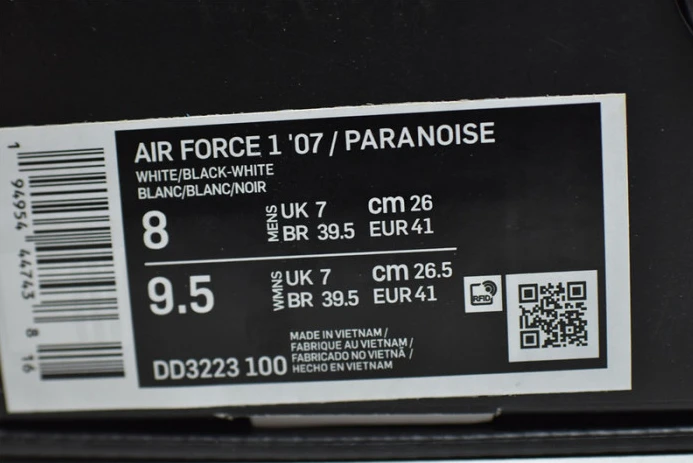 AIR FORCE 1 '07 / PARANOISE
WHITE/BLACK-WHITE
BLANC/BLANC/NOIR
8 MENS UK 7 cm 26
BR 39.5 EUR 41
9.5 WMNS UK 7 cm 26.5
BR 39.5 EUR 41
RFID
DD3223 100
MADE IN VIETNAM /
FABRIQUE AU VIETNAM /
FABRICADO NO VIETNÃ /
HECHO EN VIETNAM
1 94954 44743 8 16